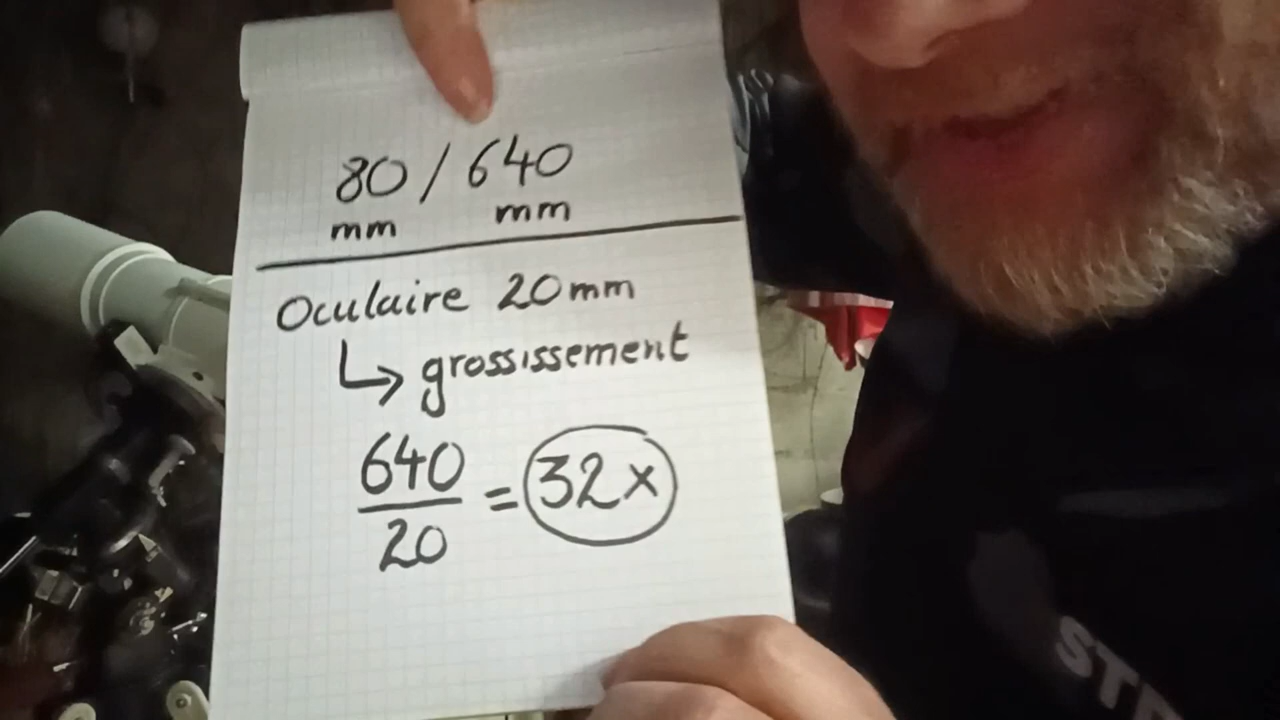 80 / 640
mm mm
Oculaire 20mm
↳ grossissement
640
20
= 32x